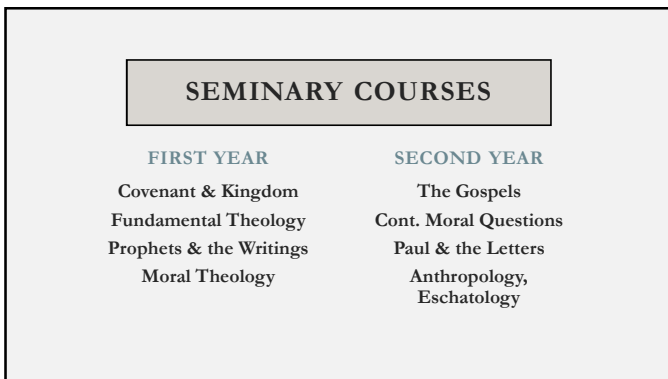 SEMINARY COURSES
FIRST YEAR
Covenant & Kingdom
Fundamental Theology
Prophets & the Writings
Moral Theology
SECOND YEAR
The Gospels
Cont. Moral Questions
Paul & the Letters
Anthropology,
Eschatology